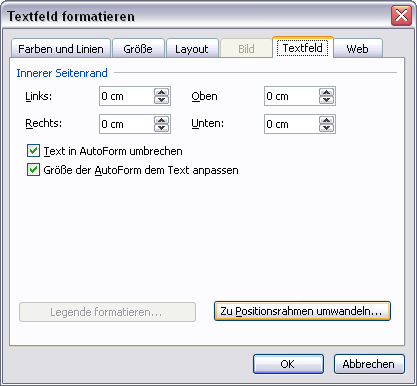 Textfeld formatieren
Farben und Linien Größe Layout Bild Textfeld Web
Innerer Seitenrand
Links: 0 cm Oben 0 cm
Rechts: 0 cm Unten: 0 cm
Text in AutoForm umbrechen
Größe der AutoForm dem Text anpassen
Legende formatieren... Zu Positionsrahmen umwandeln...
OK Abbrechen